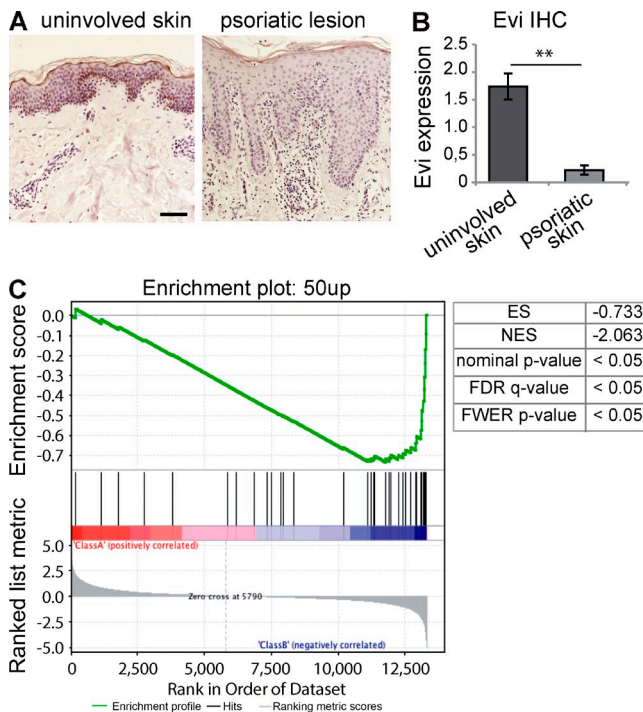 A
uninvolved skin
psoriatic lesion
B
Evi IHC
Evi expression
2.5
2
1.5
1
0.5
0
**
uninvolved
skin
psoriatic
skin
C
Enrichment plot: 50up
Enrichment score
0.0
-0.1
-0.2
-0.3
-0.4
-0.5
-0.6
-0.7
ES -0.733
NES -2.063
nominal p-value < 0.05
FDR q-value < 0.05
FWER p-value < 0.05
Ranked list metric
'ClassA' (positively correlated)
5.0
2.5
0.0
-2.5
-5.0
Zero cross at 5790
'ClassB' (negatively correlated)
0 2,500 5,000 7,500 10,000 12,500
Rank in Order of Dataset
Enrichment profile Hits Ranking metric scores